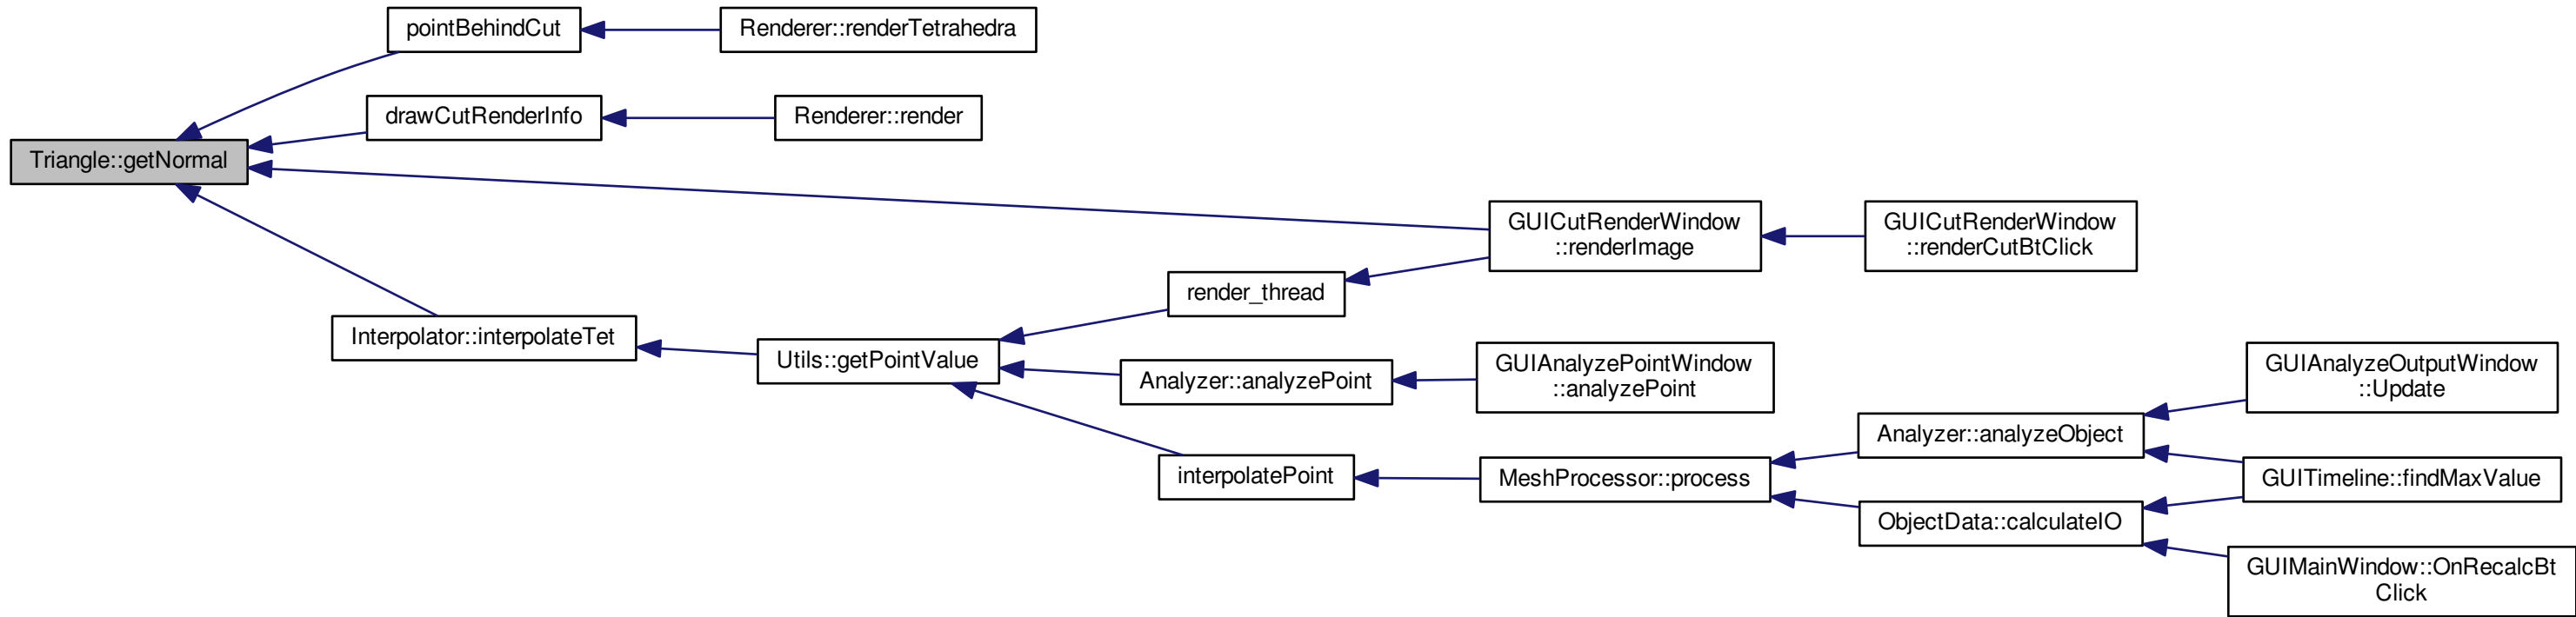 pointBehindCut
Renderer::renderTetrahedra
drawCutRenderInfo
Renderer::render
Triangle::getNormal
GUICutRenderWindow
::renderImage
GUICutRenderWindow
::renderCutBtClick
render_thread
Interpolator::interpolateTet
Utils::getPointValue
Analyzer::analyzePoint
GUIAnalyzePointWindow
::analyzePoint
GUIAnalyzeOutputWindow
::Update
Analyzer::analyzeObject
interpolatePoint
MeshProcessor::process
GUITimeline::findMaxValue
ObjectData::calculateIO
GUIMainWindow::OnRecalcBt
Click